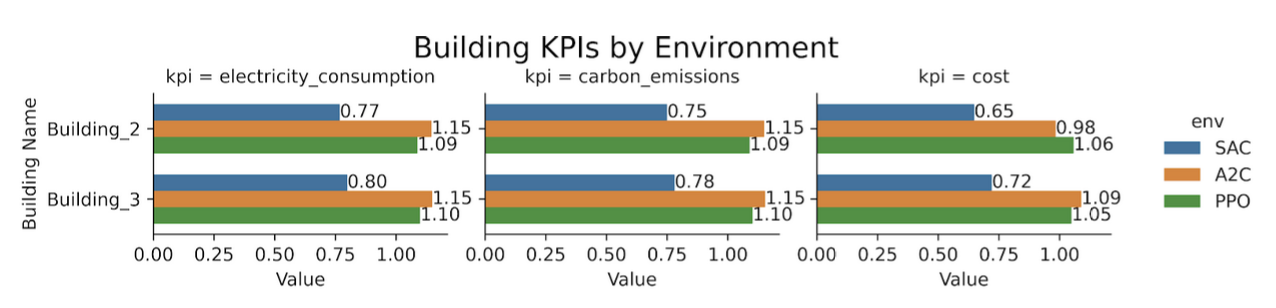 Building KPIs by Environment
kpi = electricity_consumption
kpi = carbon_emissions
kpi = cost
Building Name
Building_2
Building_3
0.77
1.15
1.09
0.80
1.15
1.10
0.00 0.25 0.50 0.75 1.00
Value
0.75
1.15
1.09
0.78
1.15
1.10
0.00 0.25 0.50 0.75 1.00
Value
0.65
0.98
1.06
0.72
1.09
1.05
0.00 0.25 0.50 0.75 1.00
Value
env
SAC
A2C
PPO